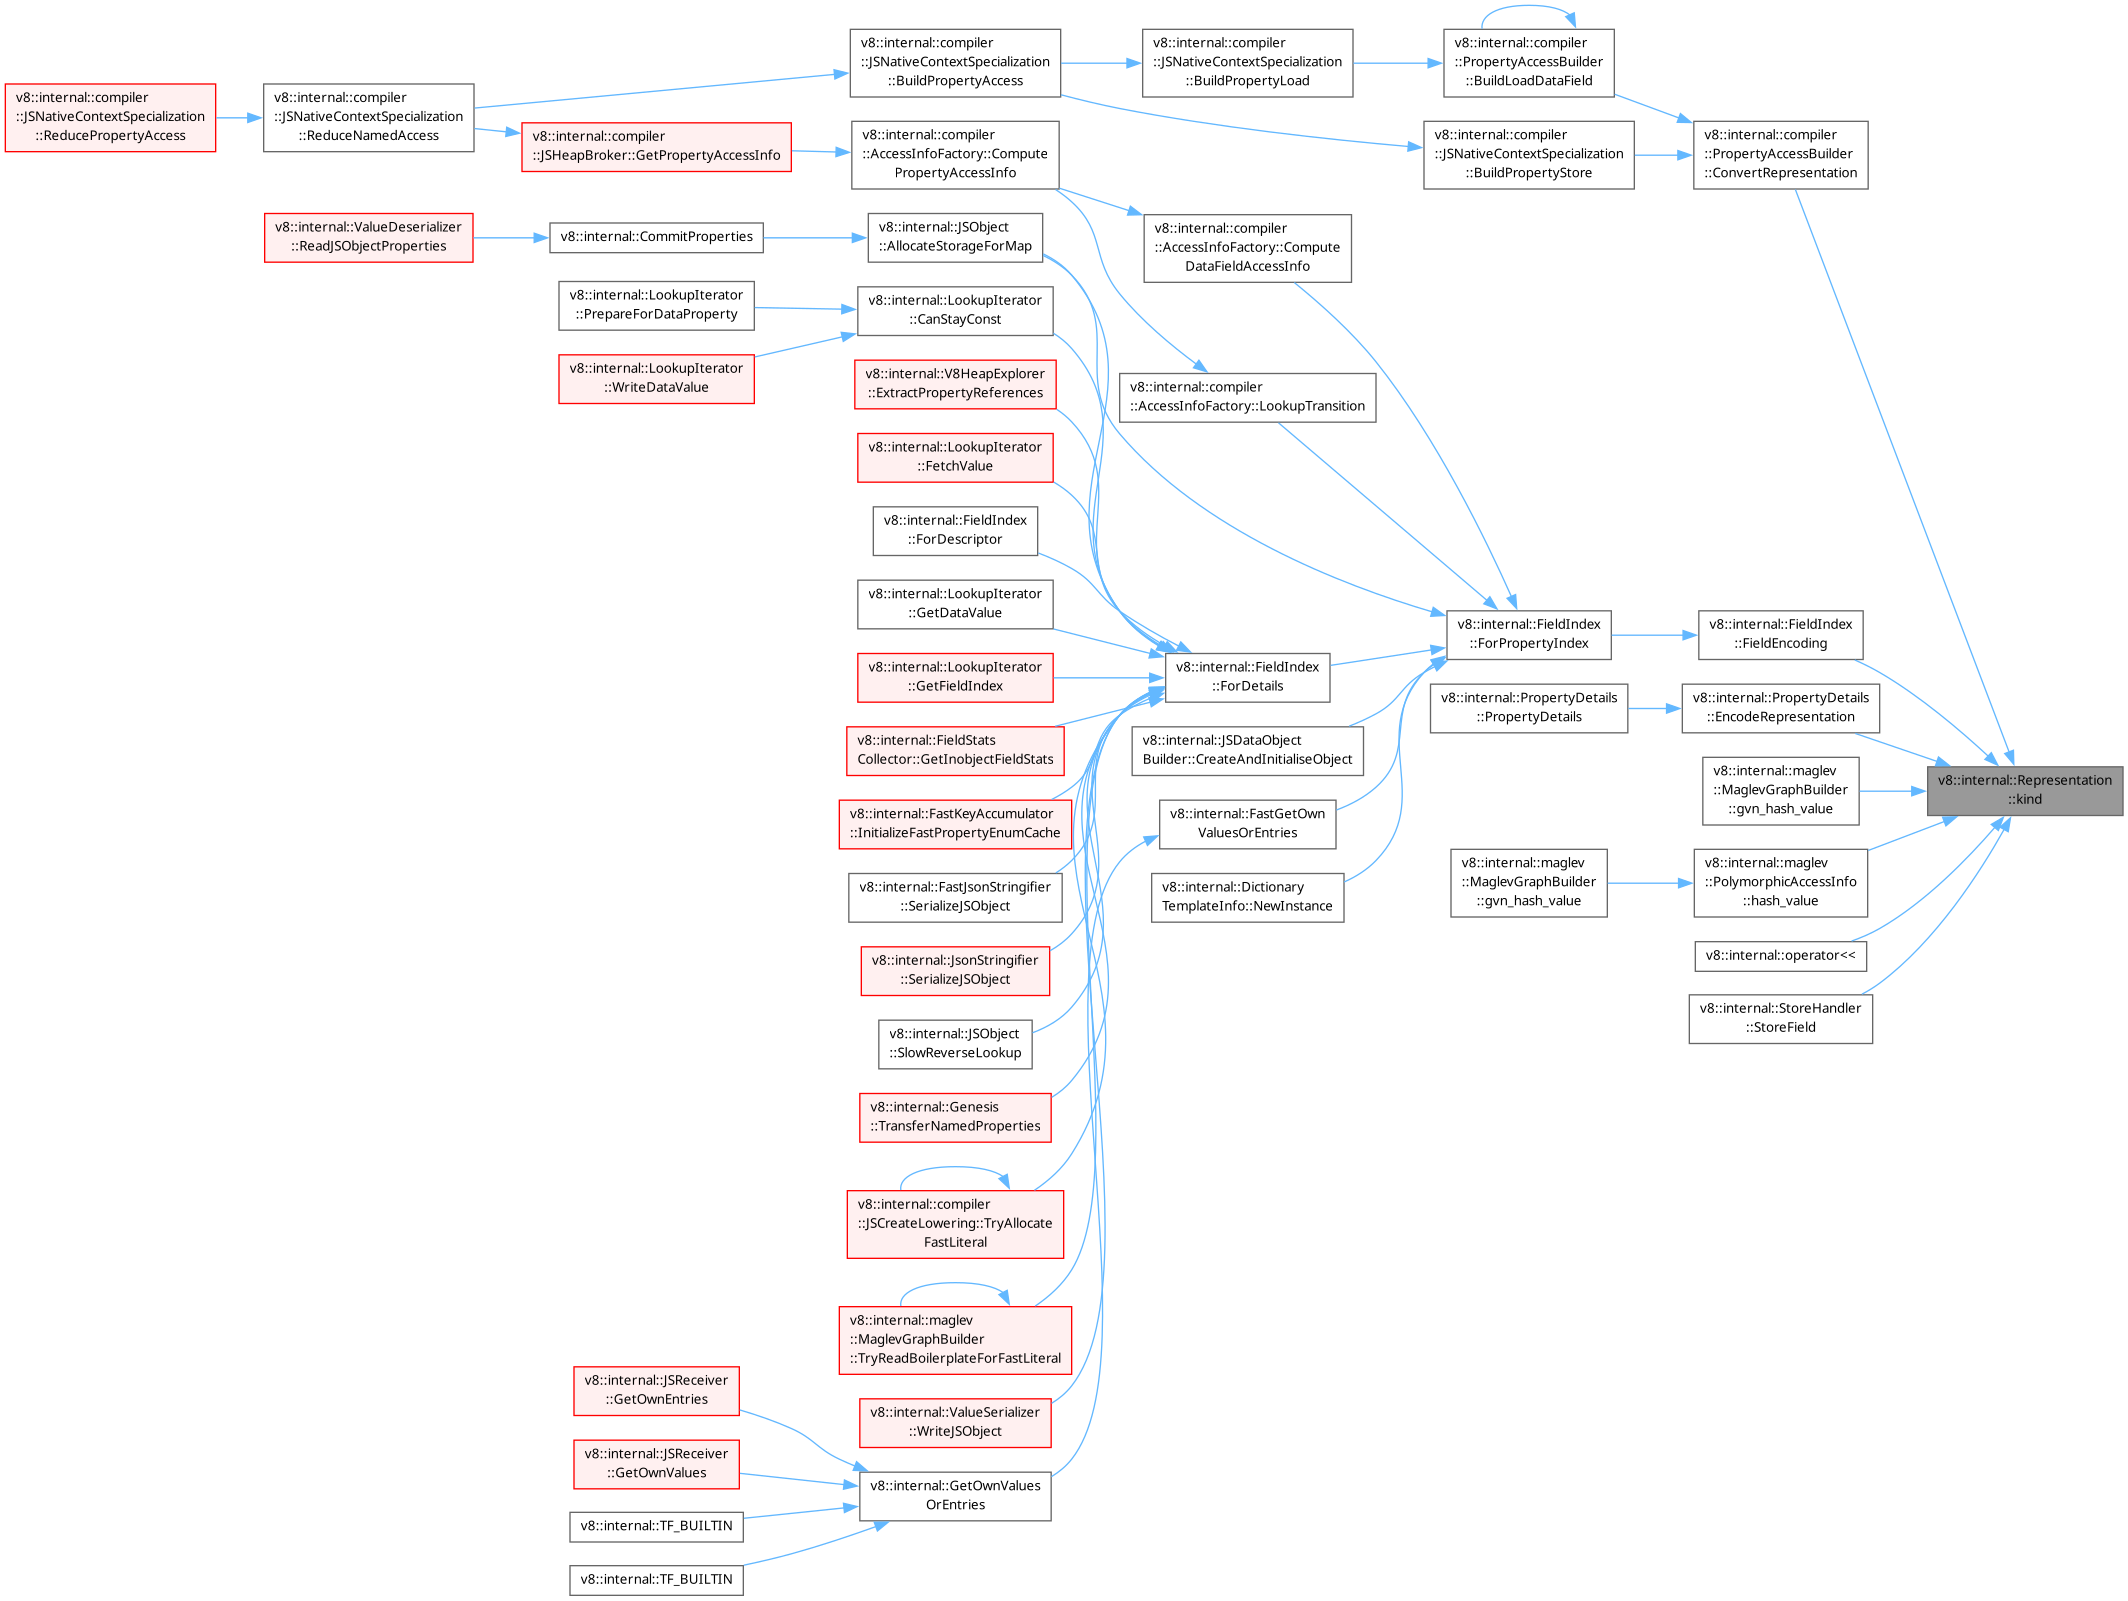 v8::internal::compiler
::JSNativeContextSpecialization
::ReducePropertyAccess
v8::internal::compiler
::JSNativeContextSpecialization
::ReduceNamedAccess
v8::internal::compiler
::JSHeapBroker::GetPropertyAccessInfo
v8::internal::compiler
::JSNativeContextSpecialization
::BuildPropertyAccess
v8::internal::compiler
::JSNativeContextSpecialization
::BuildPropertyLoad
v8::internal::compiler
::PropertyAccessBuilder
::BuildLoadDataField
v8::internal::compiler
::AccessInfoFactory::Compute
PropertyAccessInfo
v8::internal::compiler
::JSNativeContextSpecialization
::BuildPropertyStore
v8::internal::compiler
::PropertyAccessBuilder
::ConvertRepresentation
v8::internal::ValueDeserializer
::ReadJSObjectProperties
v8::internal::CommitProperties
v8::internal::JSObject
::AllocateStorageForMap
v8::internal::compiler
::AccessInfoFactory::Compute
DataFieldAccessInfo
v8::internal::LookupIterator
::PrepareForDataProperty
v8::internal::LookupIterator
::CanStayConst
v8::internal::LookupIterator
::WriteDataValue
v8::internal::V8HeapExplorer
::ExtractPropertyReferences
v8::internal::compiler
::AccessInfoFactory::LookupTransition
v8::internal::LookupIterator
::FetchValue
v8::internal::FieldIndex
::ForDescriptor
v8::internal::LookupIterator
::GetDataValue
v8::internal::LookupIterator
::GetFieldIndex
v8::internal::FieldIndex
::ForDetails
v8::internal::FieldIndex
::ForPropertyIndex
v8::internal::FieldIndex
::FieldEncoding
v8::internal::PropertyDetails
::PropertyDetails
v8::internal::PropertyDetails
::EncodeRepresentation
v8::internal::FieldStats
Collector::GetInobjectFieldStats
v8::internal::JSDataObject
Builder::CreateAndInitialiseObject
v8::internal::maglev
::MaglevGraphBuilder
::gvn_hash_value
v8::internal::Representation
::kind
v8::internal::FastKeyAccumulator
::InitializeFastPropertyEnumCache
v8::internal::FastGetOwn
ValuesOrEntries
v8::internal::FastJsonStringifier
::SerializeJSObject
v8::internal::Dictionary
TemplateInfo::NewInstance
v8::internal::maglev
::MaglevGraphBuilder
::gvn_hash_value
v8::internal::maglev
::PolymorphicAccessInfo
::hash_value
v8::internal::JsonStringifier
::SerializeJSObject
v8::internal::operator<<
v8::internal::JSObject
::SlowReverseLookup
v8::internal::StoreHandler
::StoreField
v8::internal::Genesis
::TransferNamedProperties
v8::internal::compiler
::JSCreateLowering::TryAllocate
FastLiteral
v8::internal::maglev
::MaglevGraphBuilder
::TryReadBoilerplateForFastLiteral
v8::internal::JSReceiver
::GetOwnEntries
v8::internal::ValueSerializer
::WriteJSObject
v8::internal::JSReceiver
::GetOwnValues
v8::internal::GetOwnValues
OrEntries
v8::internal::TF_BUILTIN
v8::internal::TF_BUILTIN